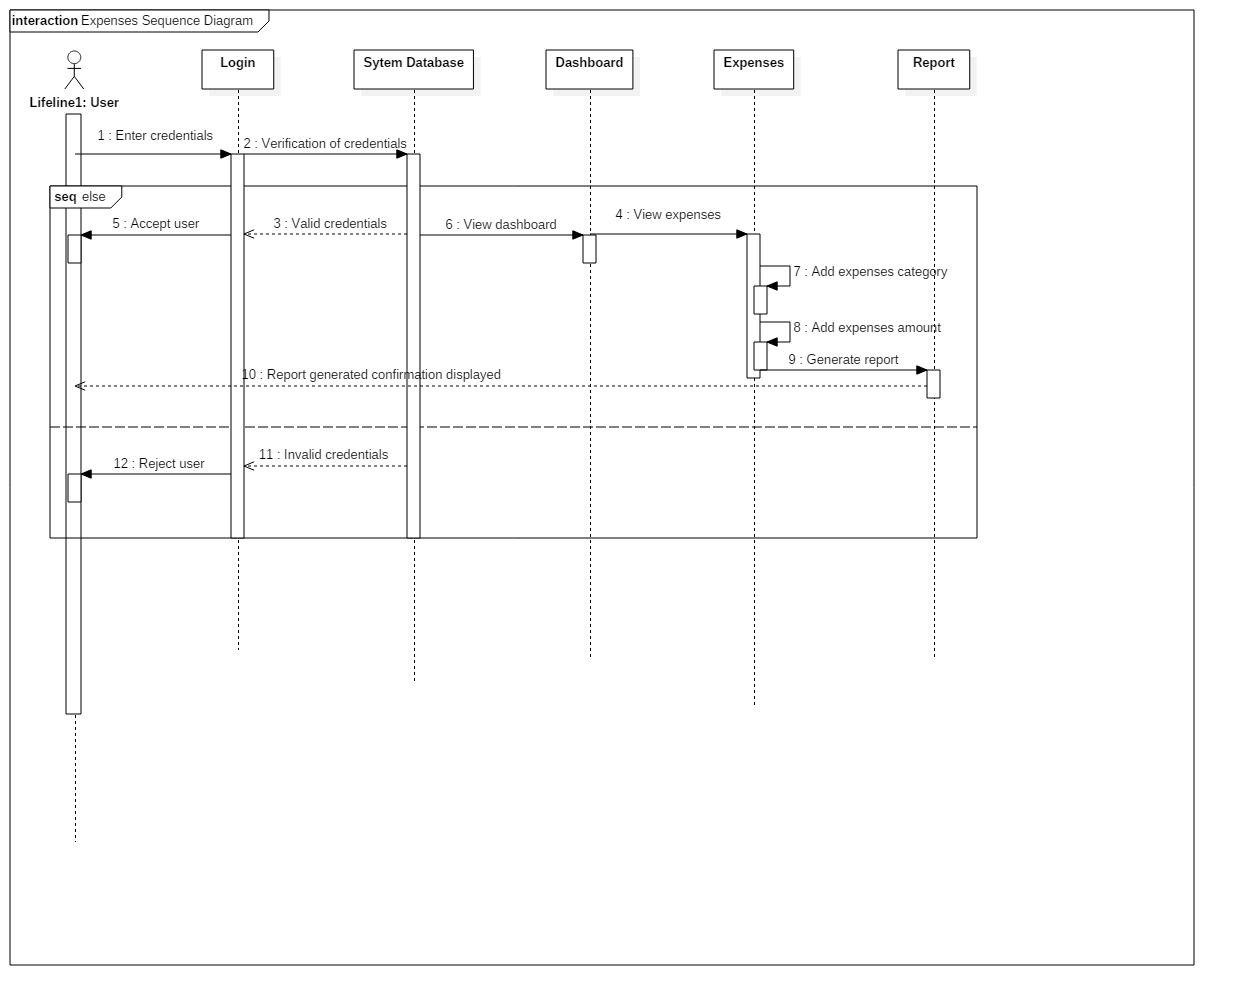 interaction Expenses Sequence Diagram
Login
Sytem Database
Dashboard
Expenses
Report
Lifeline1: User
1 : Enter credentials
2 : Verification of credentials
seq else
5 : Accept user
3 : Valid credentials
6 : View dashboard
4 : View expenses
7 : Add expenses category
8 : Add expenses amount
9 : Generate report
10 : Report generated confirmation displayed
11 : Invalid credentials
12 : Reject user